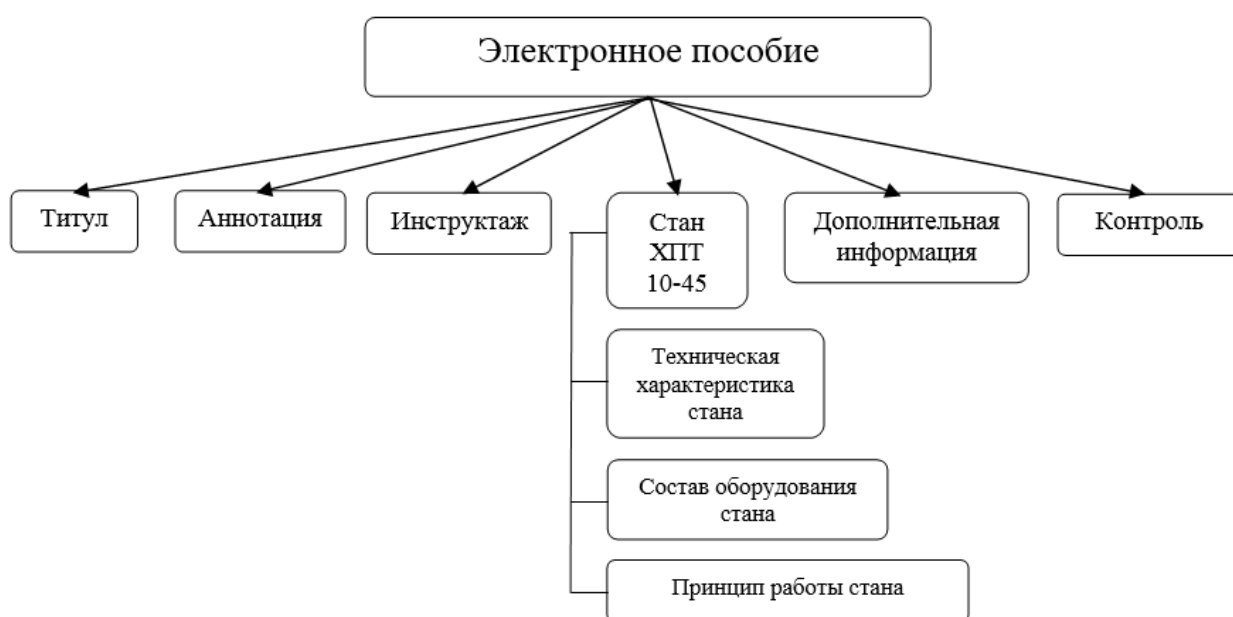 Электронное пособие
Титул
Аннотация
Инструктаж
Стан
ХПТ
10-45
Дополнительная
информация
Контроль
Техническая
характеристика
стана
Состав оборудования
стана
Принцип работы стана